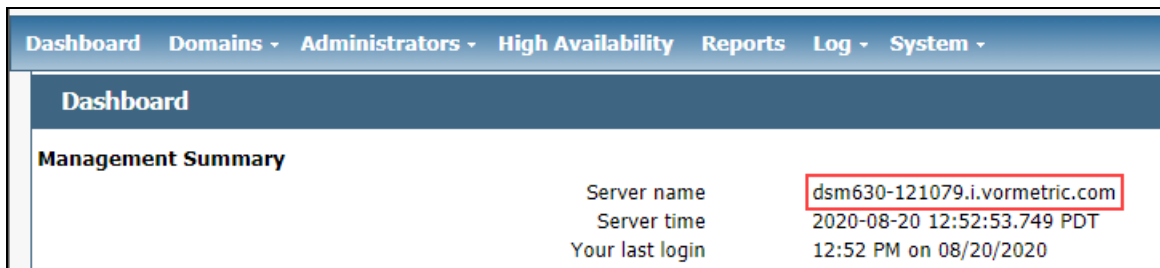 Dashboard Domains - Administrators - High Availability Reports Log - System -
Dashboard
Management Summary
Server name dsm630-121079.i.vormetric.com
Server time 2020-08-20 12:52:53.749 PDT
Your last login 12:52 PM on 08/20/2020